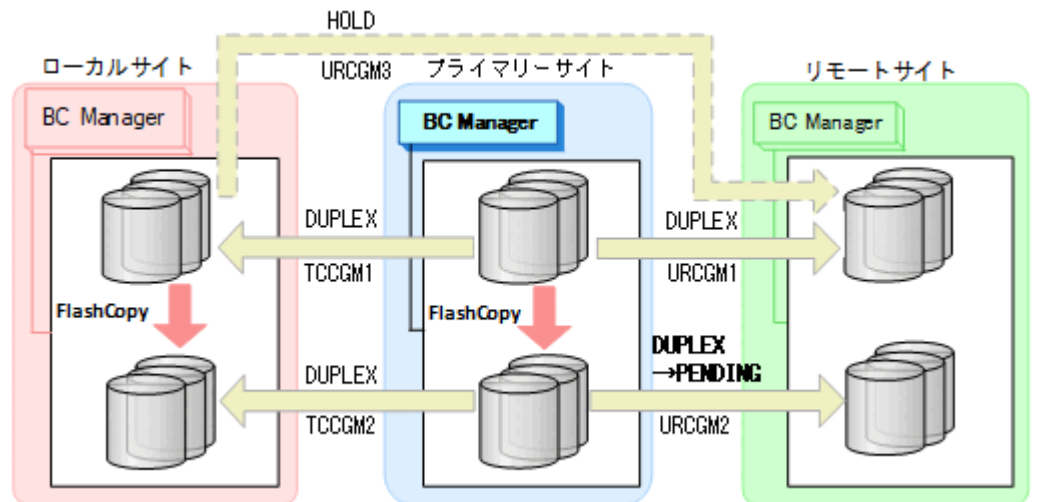 HOLD
URCGM3
ローカルサイト
プライマリーサイト
リモートサイト
BC Manager
BC Manager
BC Manager
DUPLEX
TCCGM1
DUPLEX
URCGM1
FlashCopy
FlashCopy
DUPLEX
TCCGM2
DUPLEX
→PENDING
URCGM2